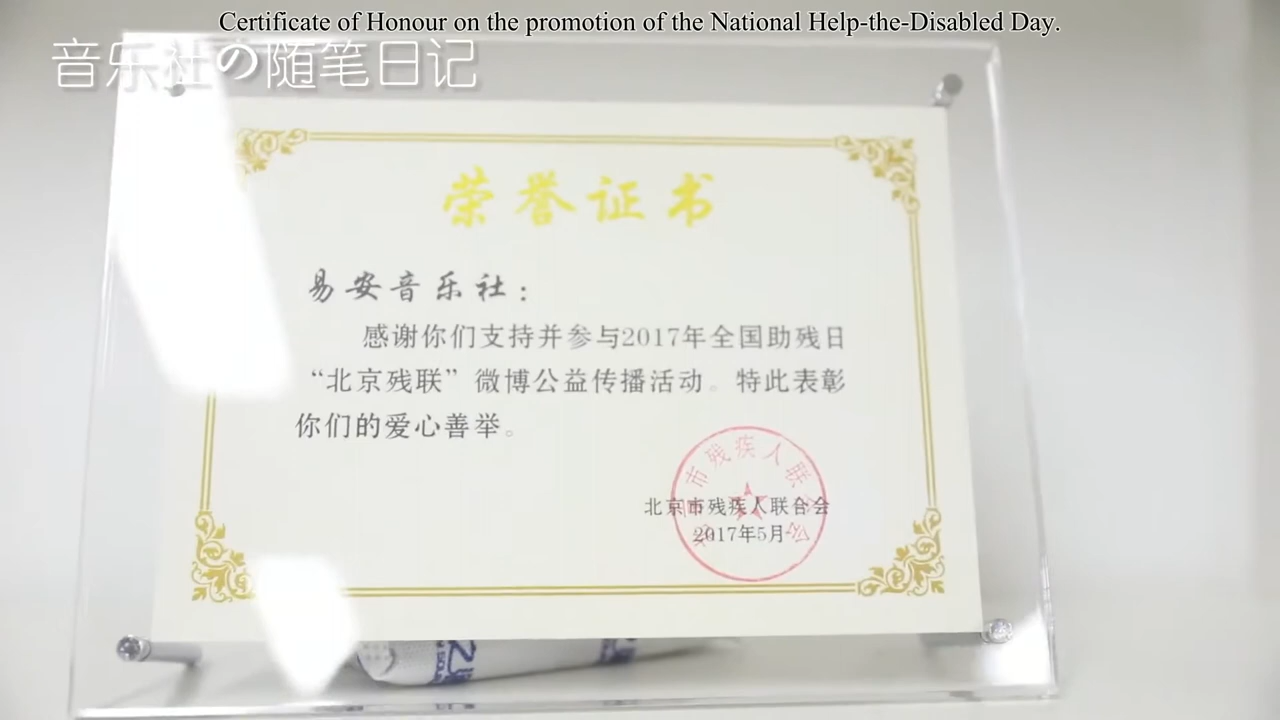 Certificate of Honour on the promotion of the National Help-the-Disabled Day.
音乐社の随笔日记
荣誉证书
易安音乐社：
感谢你们支持并参与2017年全国助残日
“北京残联”微博公益传播活动。特此表彰
你们的爱心善举。
北京市残疾人联合会
2017年5月